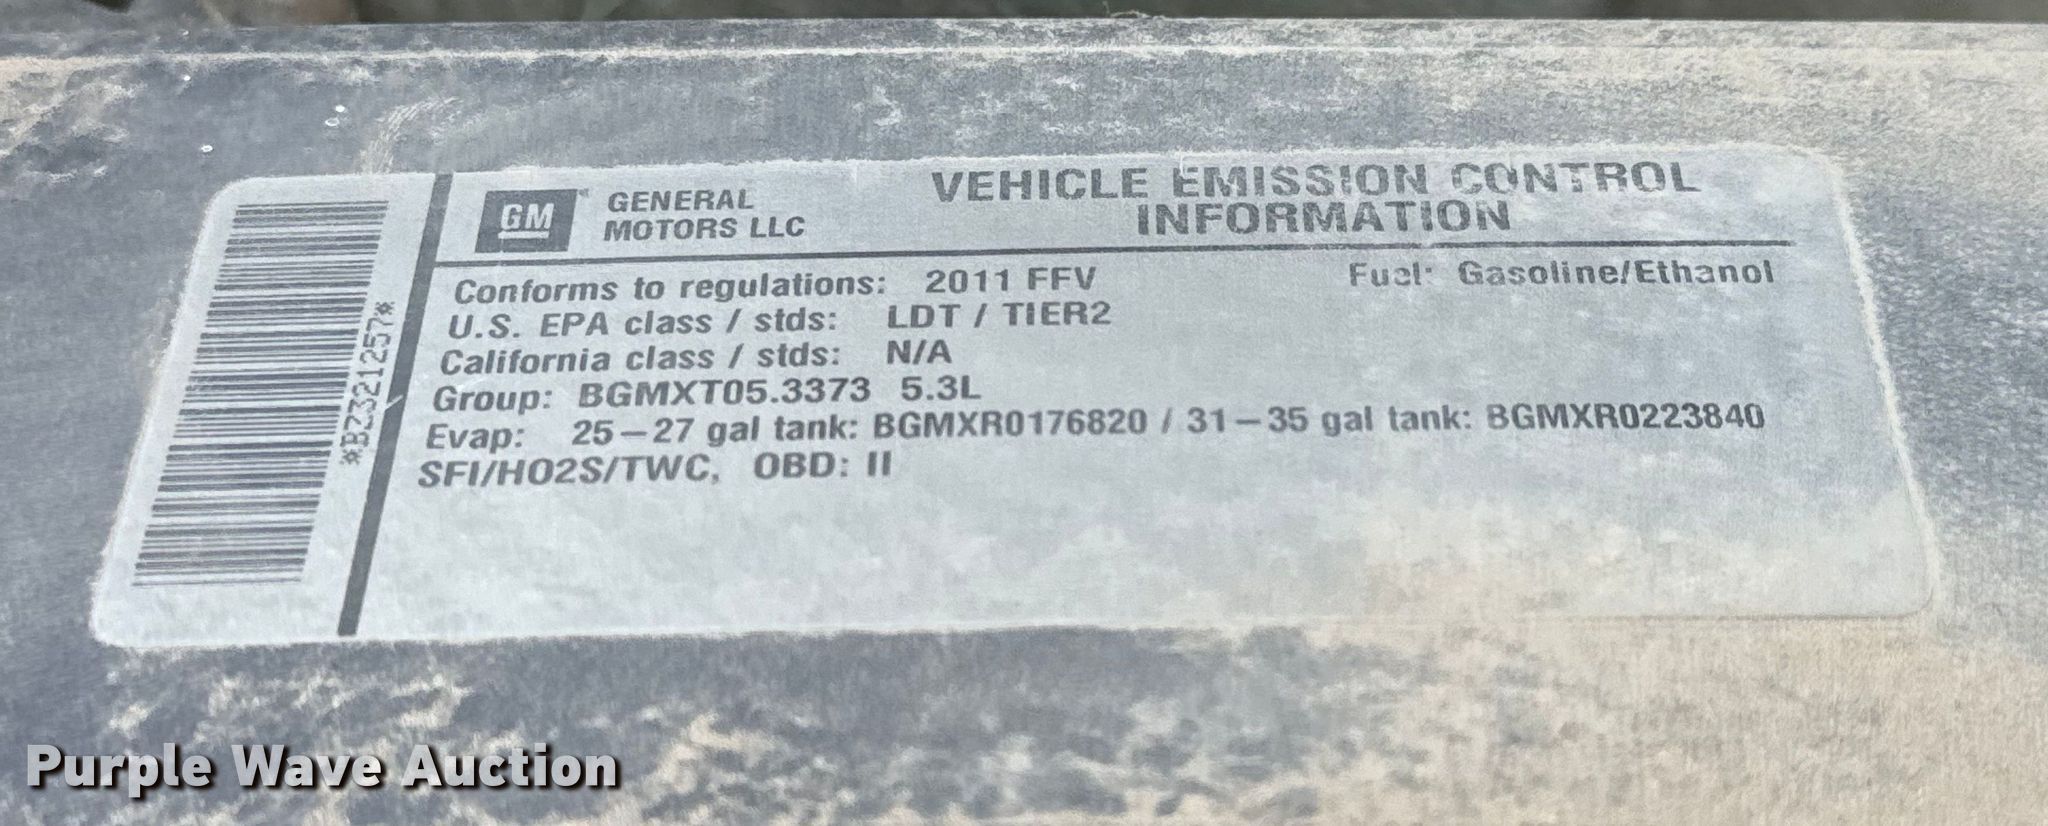 GM
GENERAL
MOTORS LLC
VEHICLE EMISSION CONTROL
INFORMATION
Conforms to regulations: 2011 FFV
Fuel: Gasoline/Ethanol
U.S. EPA class / stds: LDT / TIER2
California class / stds: N/A
Group: BGMXT05.3373 5.3L
Evap: 25-27 gal tank: BGMXR0176820 / 31-35 gal tank: BGMXR0223840
SFI/HO2S/TWC, OBD: II
*BZ321257*
Purple Wave Auction